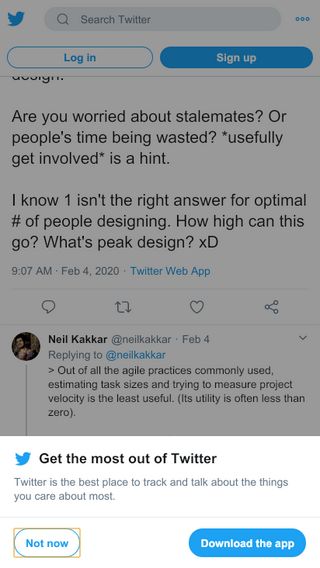 Search Twitter
Log in
Sign up
design.
Are you worried about stalemates? Or
people's time being wasted? *usefully
get involved* is a hint.
I know 1 isn't the right answer for optimal
# of people designing. How high can this
go? What's peak design? xD
9:07 AM · Feb 4, 2020 · Twitter Web App
Neil Kakkar @neilkakkar · Feb 4
Replying to @neilkakkar
> Out of all the agile practices commonly used,
estimating task sizes and trying to measure project
velocity is the least useful. (Its utility is often less than
zero).
Get the most out of Twitter
Twitter is the best place to track and talk about the things
you care about most.
Not now
Download the app